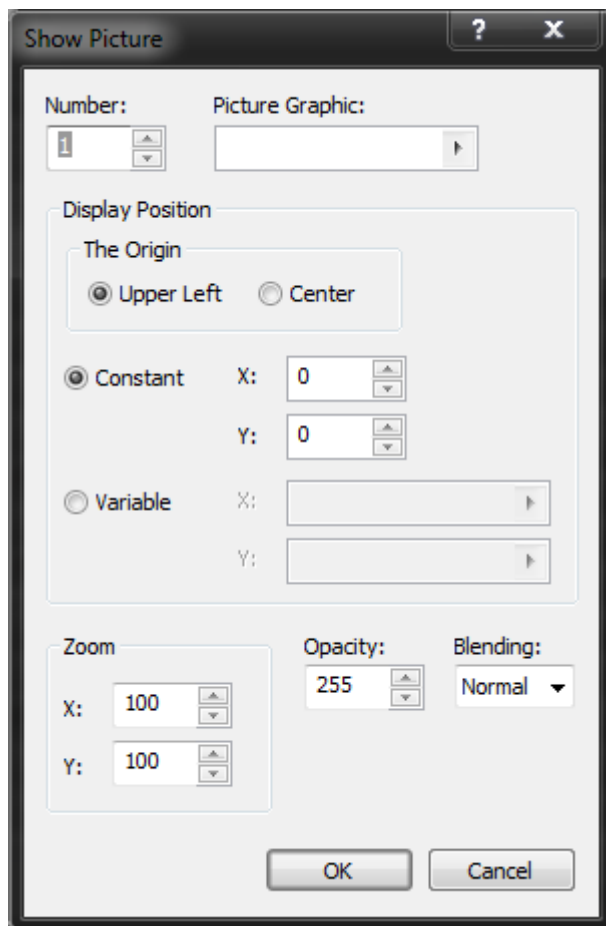 Show Picture
? x
Number: Picture Graphic:
1
Display Position
The Origin
Upper Left Center
Constant X: 0
Y: 0
Variable X:
Y:
Zoom Opacity: Blending:
X: 100 255 Normal
Y: 100
OK Cancel